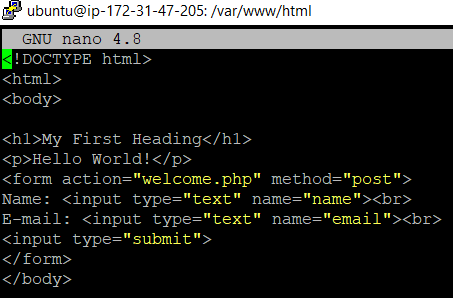 ubuntu@ip-172-31-47-205: /var/www/html
GNU nano 4.8
<!DOCTYPE html>
<html>
<body>
<h1>My First Heading</h1>
<p>Hello World!</p>
<form action="welcome.php" method="post">
Name: <input type="text" name="name"><br>
E-mail: <input type="text" name="email"><br>
<input type="submit">
</form>
</body>